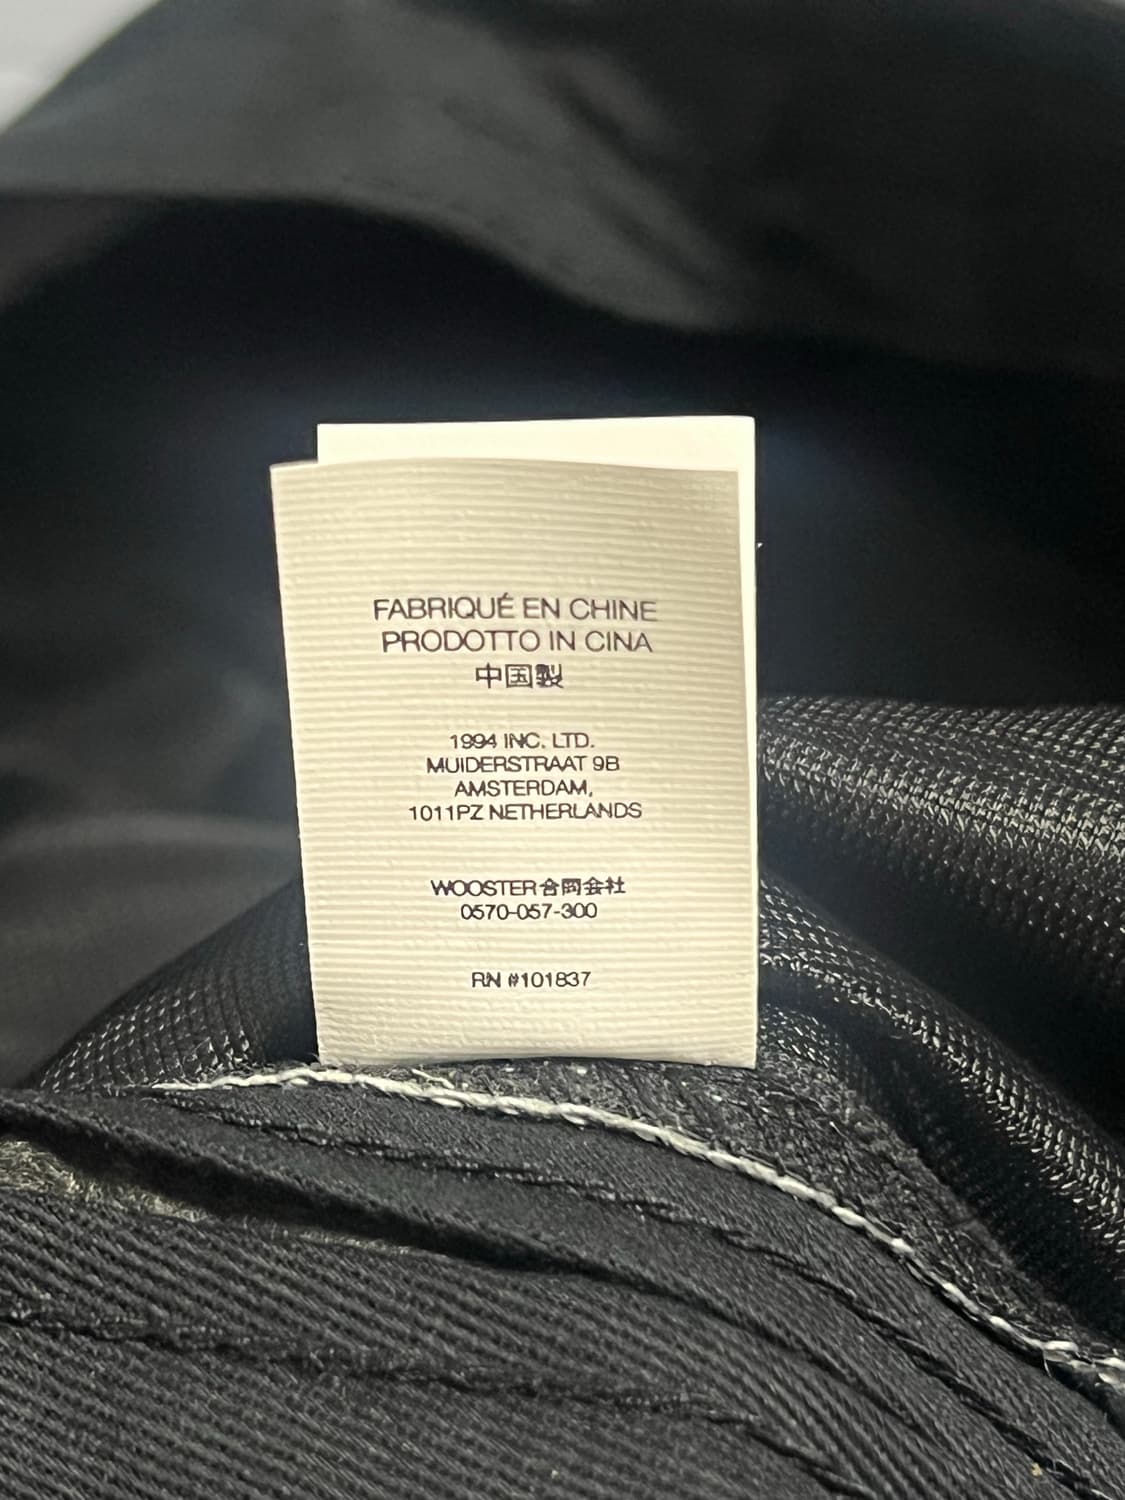 FABRIQUÉ EN CHINE
PRODOTTO IN CINA
中国製
1994 INC. LTD.
MUIDERSTRAAT 9B
AMSTERDAM,
1011PZ NETHERLANDS
WOOSTER合同会社
0570-057-300
RN #101837